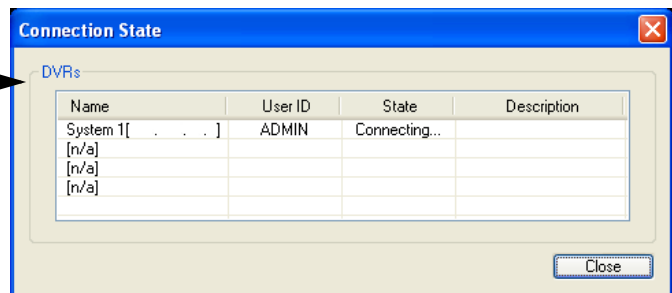 Connection State
DVRs
Name User ID State Description
System 1[ . . . ] ADMIN Connecting...
[n/a]
[n/a]
[n/a]
Close